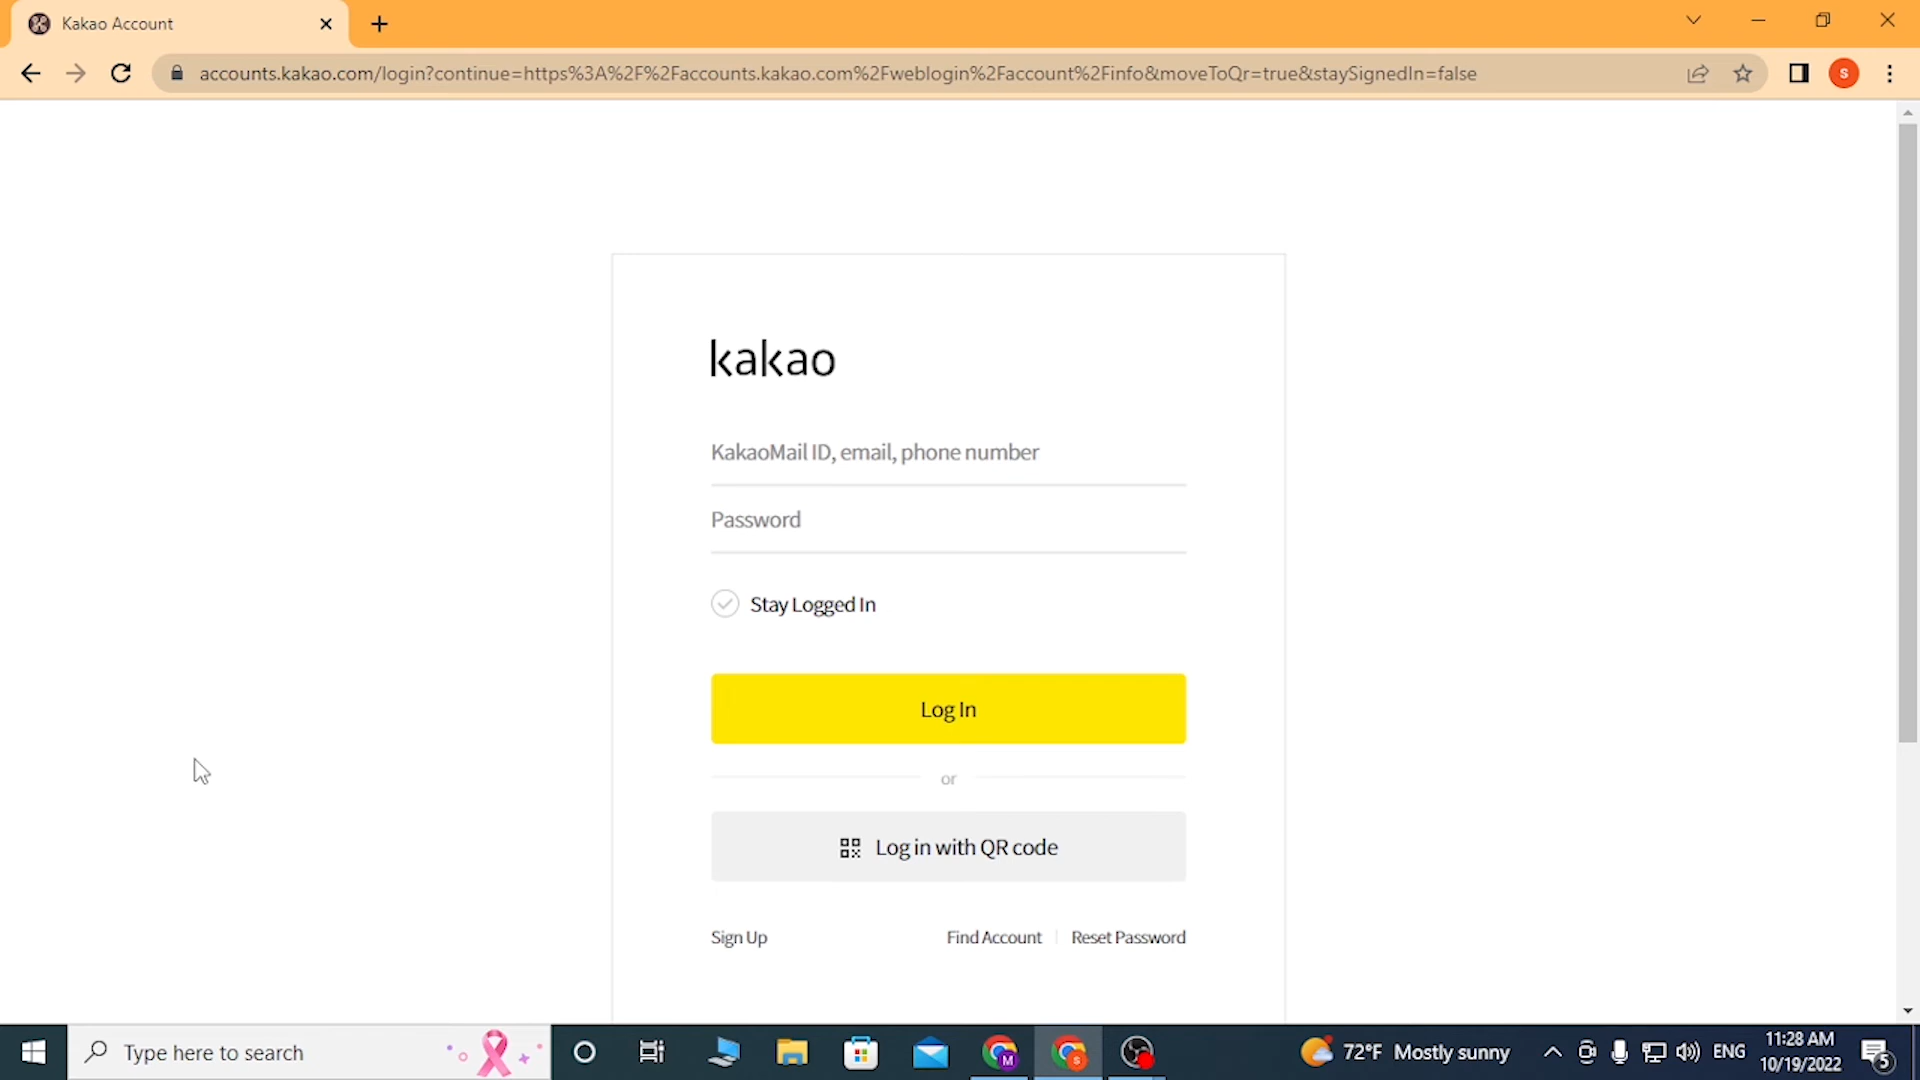 Kakao Account
accounts.kakao.com/login?continue=https%3A%2F%2Faccounts.kakao.com%2Fweblogin%2Faccount%2Finfo&moveToQr=true&staySignedIn=false
S
kakao
KakaoMail ID, email, phone number
Password
Stay Logged In
Log In
or
Log in with QR code
Sign Up
Find Account
Reset Password
Type here to search
M
S
72°F Mostly sunny
ENG
11:28 AM
10/19/2022
5